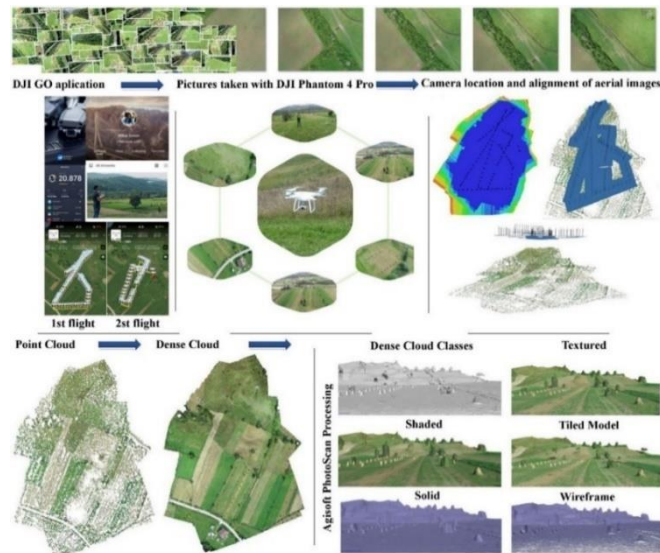 DJI GO aplication
Pictures taken with DJI Phantom 4 Pro
Camera location and alignment of aerial images
20.878
1st flight
2st flight
Point Cloud
Dense Cloud
Agisoft PhotoScan Processing
Dense Cloud Classes
Textured
Shaded
Tiled Model
Solid
Wireframe